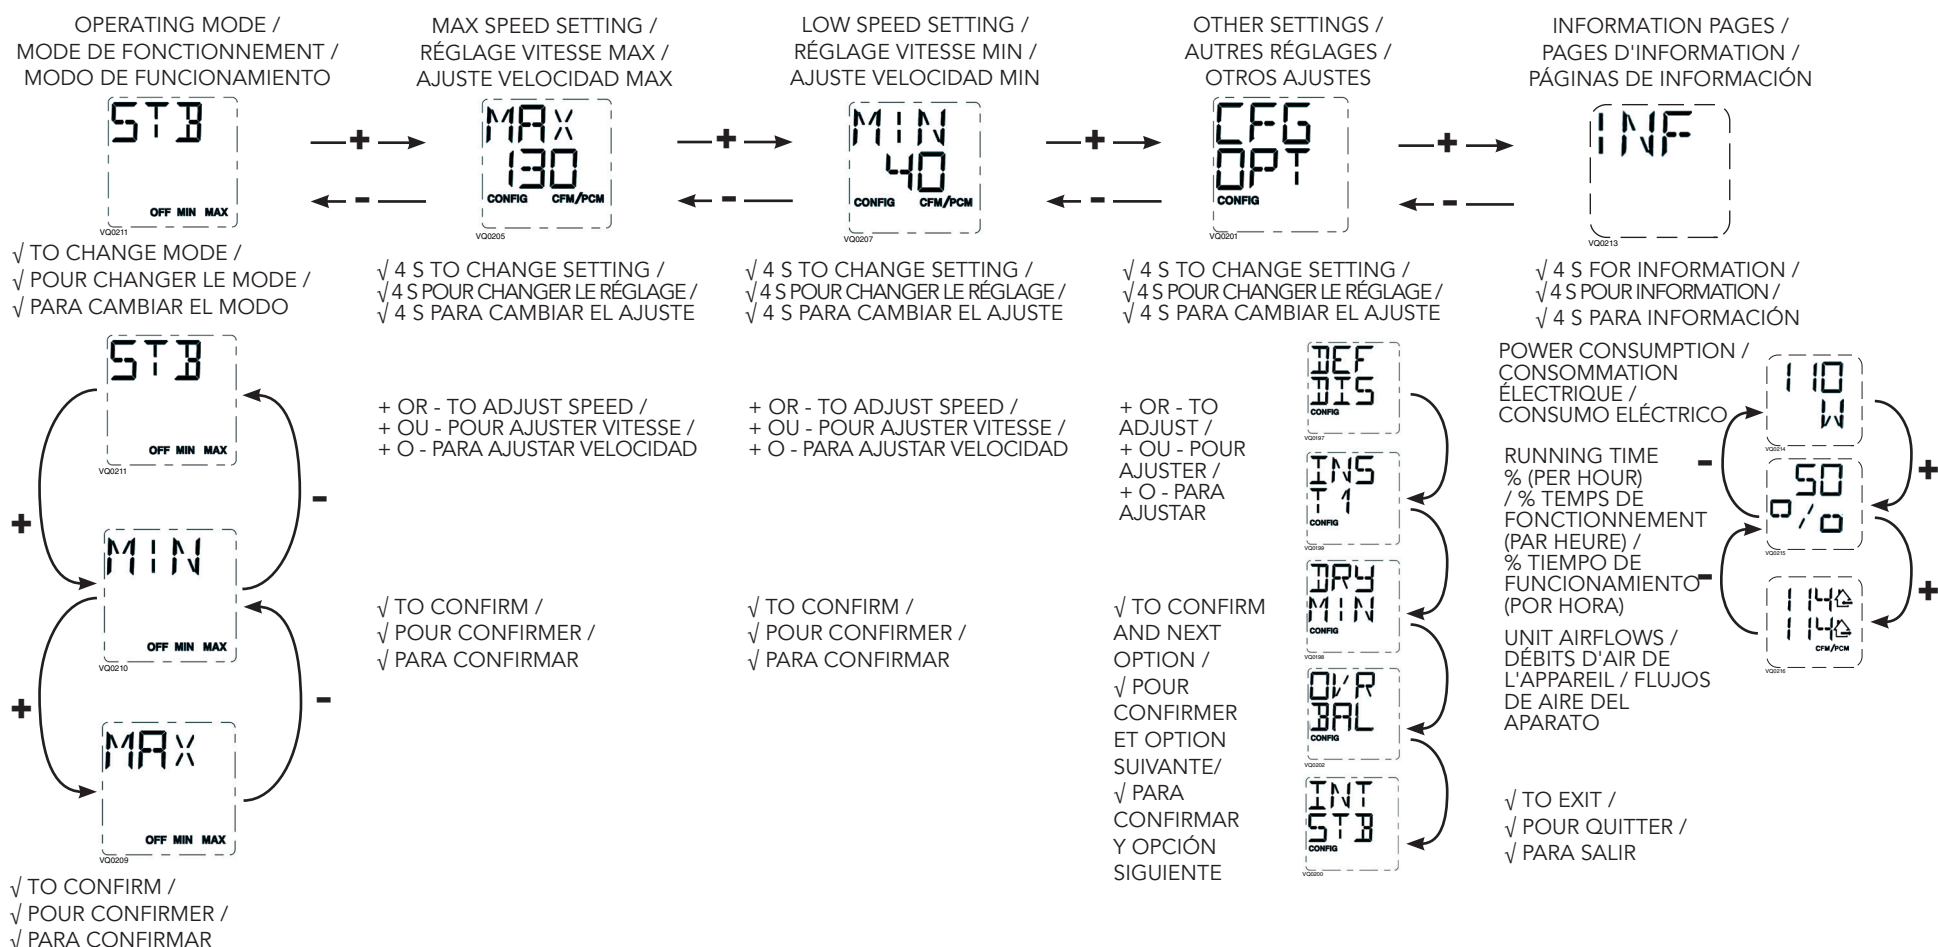 OPERATING MODE /
MODE DE FONCTIONNEMENT /
MODO DE FUNCIONAMIENTO
STB
OFF MIN MAX
VQ0211
√ TO CHANGE MODE /
√ POUR CHANGER LE MODE /
√ PARA CAMBIAR EL MODO
STB
OFF MIN MAX
VQ0211
+
-
MIN
OFF MIN MAX
VQ0210
+
-
MAX
OFF MIN MAX
VQ0209
√ TO CONFIRM /
√ POUR CONFIRMER /
√ PARA CONFIRMAR
+
-
MAX SPEED SETTING /
RÉGLAGE VITESSE MAX /
AJUSTE VELOCIDAD MAX
MAX
130
CONFIG CFM/PCM
VQ0205
√ 4 S TO CHANGE SETTING /
√ 4 S POUR CHANGER LE RÉGLAGE /
√ 4 S PARA CAMBIAR EL AJUSTE
+ OR - TO ADJUST SPEED /
+ OU - POUR AJUSTER VITESSE /
+ O - PARA AJUSTAR VELOCIDAD
√ TO CONFIRM /
√ POUR CONFIRMER /
√ PARA CONFIRMAR
+
-
LOW SPEED SETTING /
RÉGLAGE VITESSE MIN /
AJUSTE VELOCIDAD MIN
MIN
40
CONFIG CFM/PCM
VQ0207
√ 4 S TO CHANGE SETTING /
√ 4 S POUR CHANGER LE RÉGLAGE /
√ 4 S PARA CAMBIAR EL AJUSTE
+ OR - TO ADJUST SPEED /
+ OU - POUR AJUSTER VITESSE /
+ O - PARA AJUSTAR VELOCIDAD
√ TO CONFIRM /
√ POUR CONFIRMER /
√ PARA CONFIRMAR
+
-
OTHER SETTINGS /
AUTRES RÉGLAGES /
OTROS AJUSTES
CFG
OPT
CONFIG
VQ0201
√ 4 S TO CHANGE SETTING /
√ 4 S POUR CHANGER LE RÉGLAGE /
√ 4 S PARA CAMBIAR EL AJUSTE
+ OR - TO
ADJUST /
+ OU - POUR
AJUSTER /
+ O - PARA
AJUSTAR
√ TO CONFIRM
AND NEXT
OPTION /
√ POUR
CONFIRMER
ET OPTION
SUIVANTE/
√ PARA
CONFIRMAR
Y OPCIÓN
SIGUIENTE
DEF
DIS
CONFIG
VQ0197
INS
T 1
CONFIG
VQ0199
DRY
MIN
CONFIG
VQ0198
OVR
BAL
CONFIG
VQ0202
INT
STB
CONFIG
VQ0200
+
-
INFORMATION PAGES /
PAGES D'INFORMATION /
PÁGINAS DE INFORMACIÓN
INF
VQ0213
√ 4 S FOR INFORMATION /
√ 4 S POUR INFORMATION /
√ 4 S PARA INFORMACIÓN
POWER CONSUMPTION /
CONSOMMATION
ÉLECTRIQUE /
CONSUMO ELÉCTRICO
110
W
VQ0214
-
+
RUNNING TIME
% (PER HOUR)
/ % TEMPS DE
FONCTIONNEMENT
(PAR HEURE) /
% TIEMPO DE
FUNCIONAMIENTO
(POR HORA)
50
%
VQ0215
-
+
UNIT AIRFLOWS /
DÉBITS D'AIR DE
L'APPAREIL / FLUJOS
DE AIRE DEL
APARATO
114
114
CFM/PCM
VQ0216
√ TO EXIT /
√ POUR QUITTER /
√ PARA SALIR